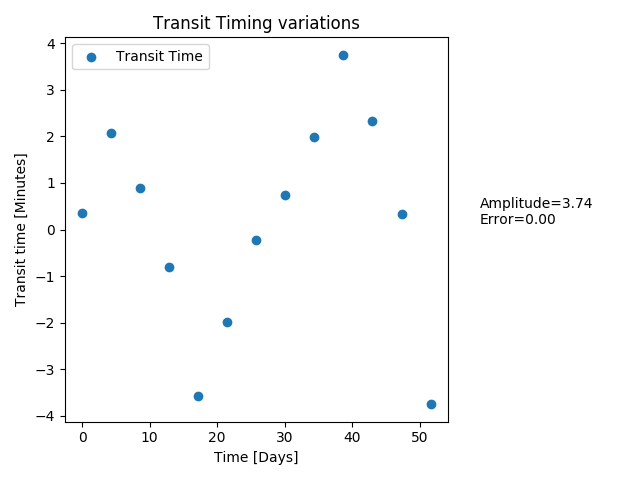 Transit Timing variations
Transit Time
Transit time [Minutes]
4
3
2
1
0
−1
−2
−3
−4
0
10
20
30
40
50
Time [Days]
Amplitude=3.74
Error=0.00